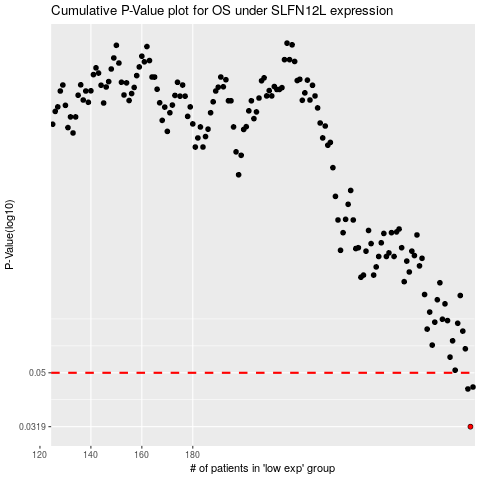 Cumulative P-Value plot for OS under SLFN12L expression
P-Value(log10)
0.05
0.0319
120 140 160 180
# of patients in 'low exp' group